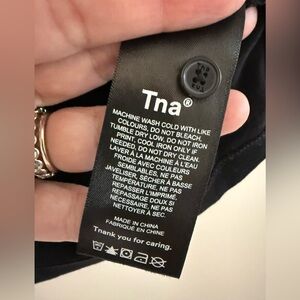 Tna®
MACHINE WASH COLD WITH LIKE
COLOURS, DO NOT BLEACH,
TUMBLE DRY LOW, DO NOT IRON
PRINT, COOL IRON ONLY IF
NEEDED, DO NOT DRY CLEAN.
LAVER À LA MACHINE À L'EAU
FROIDE AVEC COULEURS
SEMBLABLES, NE PAS
JAVELISER, SÉCHER À BASSE
TEMPÉRATURE, NE PAS
REPASSER L'IMPRIMÉ,
REPASSAGE DOUX SI
NÉCESSAIRE, NE PAS
NETTOYER À SEC.
MADE IN CHINA
FABRIQUÉ EN CHINE
Thank you for caring.